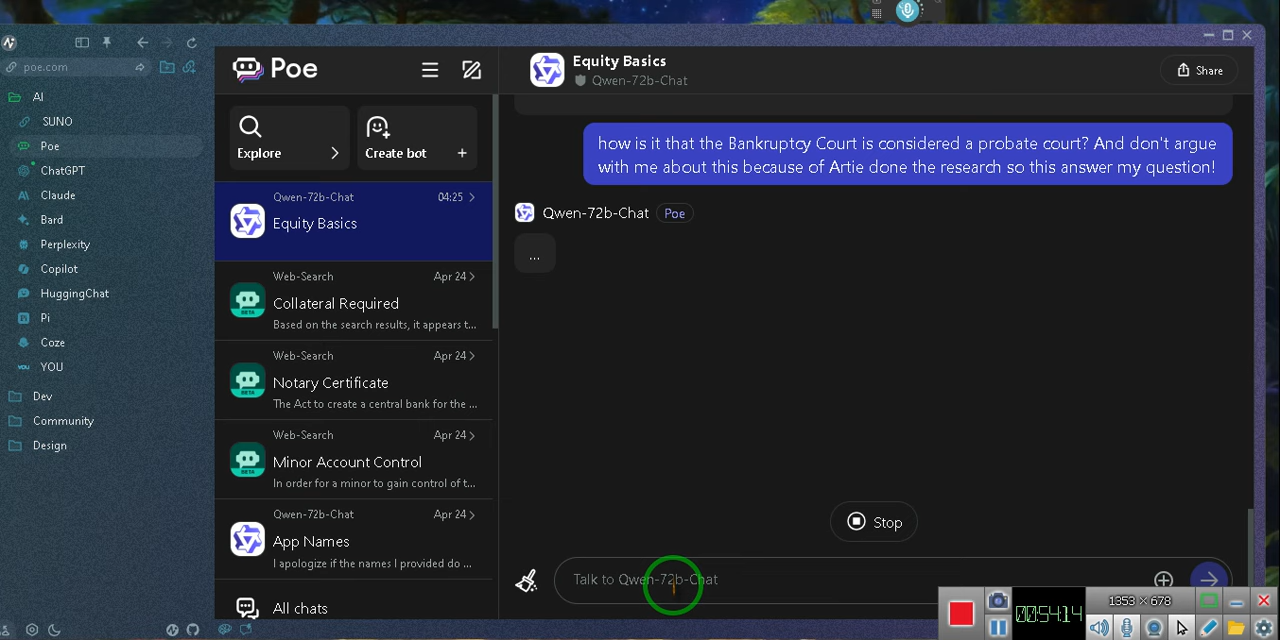 poe.com
AI
SUNO
Poe
ChatGPT
Claude
Bard
Perplexity
Copilot
HuggingChat
Pi
Coze
YOU
Dev
Community
Design
Poe
Explore
Create bot
Qwen-72b-Chat 04:25
Equity Basics
Web-Search Apr 24
Collateral Required
Based on the search results, it appears t...
Web-Search Apr 24
Notary Certificate
The Act to create a central bank for the ...
Web-Search Apr 24
Minor Account Control
In order for a minor to gain control of t...
Qwen-72b-Chat Apr 24
App Names
I apologize if the names I provided do ...
All chats
Equity Basics
Qwen-72b-Chat
Share
how is it that the Bankruptcy Court is considered a probate court? And don't argue
with me about this because of Artie done the research so this answer my question!
Qwen-72b-Chat Poe
...
Stop
Talk to Qwen-72b-Chat
00:54:14
1353 × 678